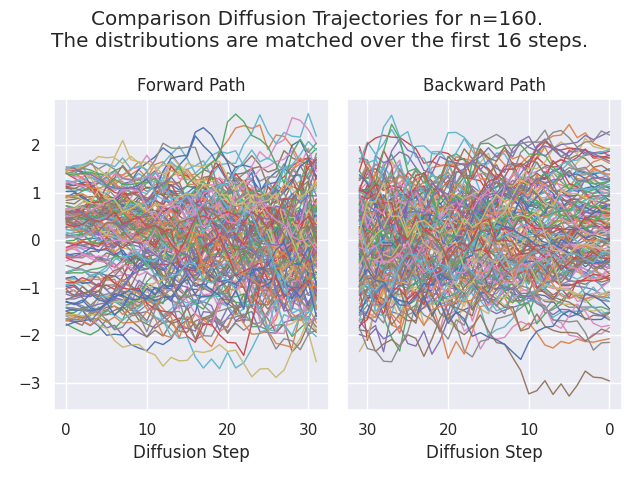 Comparison Diffusion Trajectories for n=160.
The distributions are matched over the first 16 steps.
Forward Path
Backward Path
2
1
0
−1
−2
−3
0 10 20 30
30 20 10 0
Diffusion Step
Diffusion Step